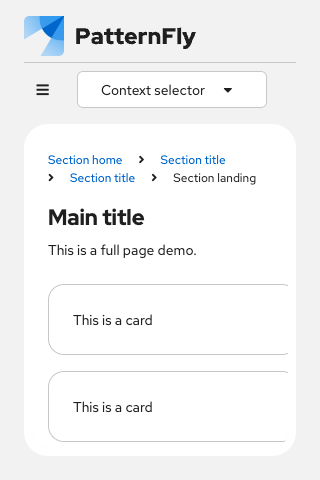 PatternFly
Context selector
Section home Section title
Section title Section landing
Main title
This is a full page demo.
This is a card
This is a card